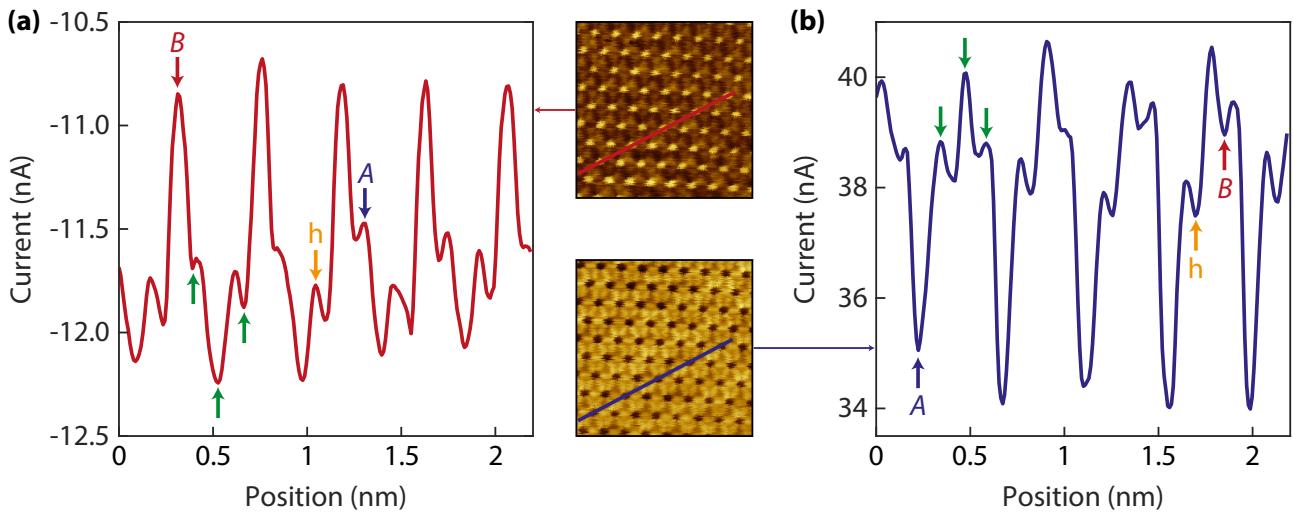 (a)
Current (nA)
-10.5
-11.0
-11.5
-12.0
-12.5
B
A
h
0 0.5 1 1.5 2
Position (nm)
(b)
Current (nA)
40
38
36
34
A
B
h
0 0.5 1 1.5 2
Position (nm)